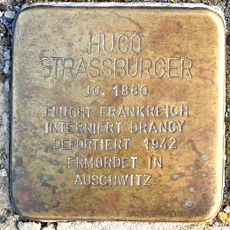 HUGO
STRASSBURGER
JG. 1880
FLUCHT FRANKREICH
INTERNIERT DRANCY
DEPORTIERT 1942
ERMORDET IN
AUSCHWITZ